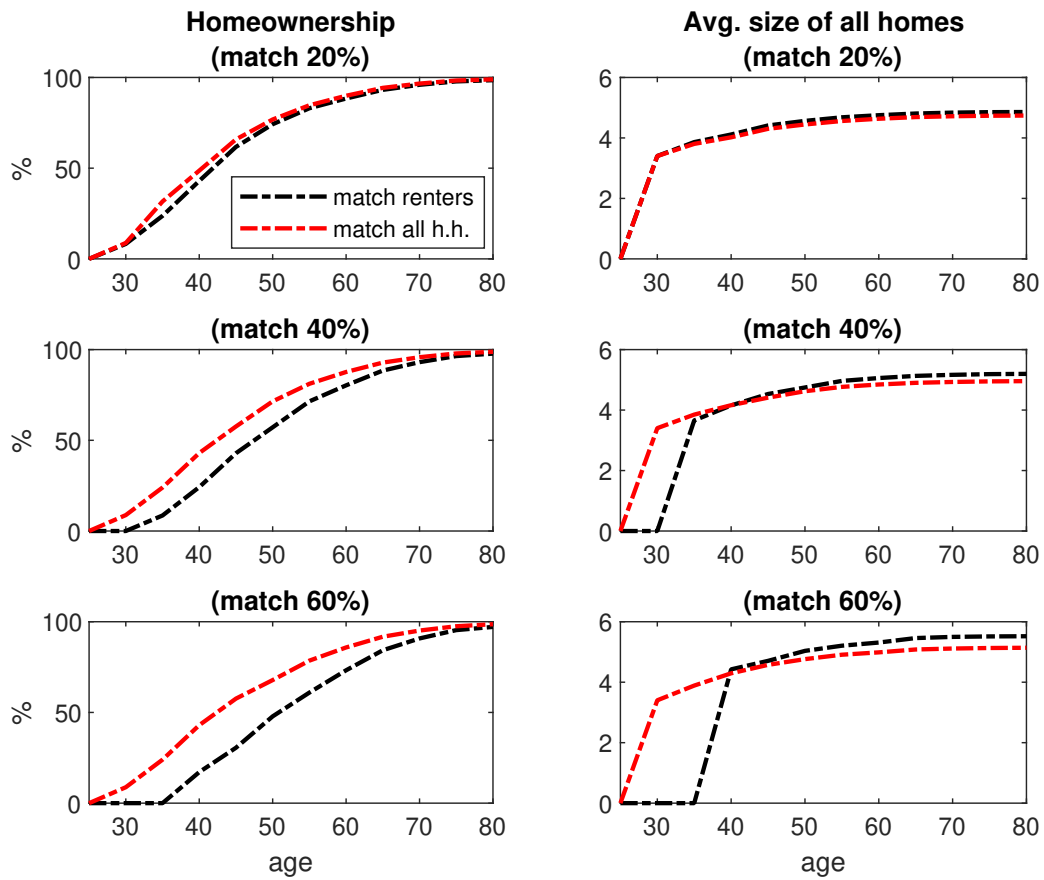 Homeownership
(match 20%)
Avg. size of all homes
(match 20%)
100
50
0
%
match renters
match all h.h.
30 40 50 60 70 80
6
4
2
0
30 40 50 60 70 80
(match 40%)
(match 40%)
100
50
0
%
30 40 50 60 70 80
6
4
2
0
30 40 50 60 70 80
(match 60%)
(match 60%)
100
50
0
%
30 40 50 60 70 80
age
6
4
2
0
30 40 50 60 70 80
age